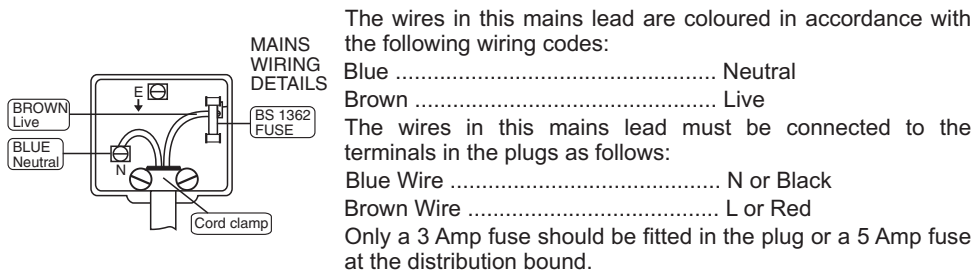 MAINS
WIRING
DETAILS
E
BROWN
Live
BS 1362
FUSE
BLUE
Neutral
N
Cord clamp
The wires in this mains lead are coloured in accordance with
the following wiring codes:
Blue .................................................. Neutral
Brown ............................................... Live
The wires in this mains lead must be connected to the
terminals in the plugs as follows:
Blue Wire .......................................... N or Black
Brown Wire ....................................... L or Red
Only a 3 Amp fuse should be fitted in the plug or a 5 Amp fuse
at the distribution bound.